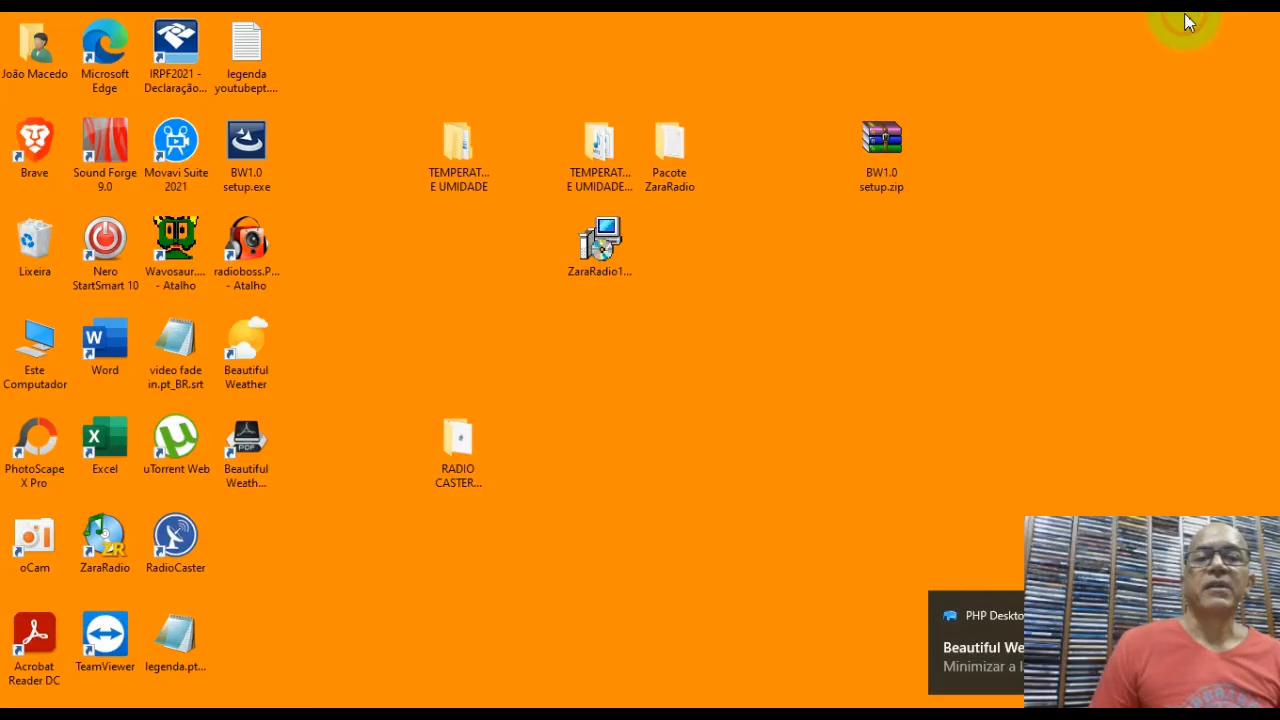 João Macedo
Microsoft
Edge
IRPF2021 -
Declaração...
legenda
youtubept....
Brave
Sound Forge
9.0
Movavi Suite
2021
BW1.0
setup.exe
TEMPERAT...
E UMIDADE
TEMPERAT...
E UMIDADE...
Pacote
ZaraRadio
BW1.0
setup.zip
Lixeira
Nero
StartSmart 10
Wavosaur....
- Atalho
radioboss.P...
- Atalho
ZaraRadio1...
Este
Computador
Word
video fade
in.pt_BR.srt
Beautiful
Weather
PhotoScape
X Pro
Excel
uTorrent Web
PDF
Beautiful
Weath...
RADIO
CASTER...
oCam
ZR
ZaraRadio
RadioCaster
Acrobat
Reader DC
TeamViewer
legenda.pt...
PHP Deskto
Beautiful We
Minimizar a l